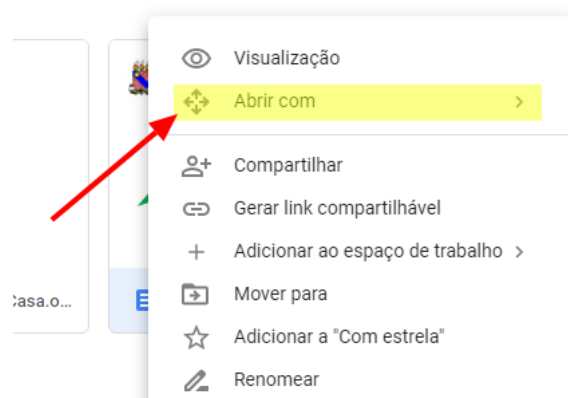 Visualização
Abrir com
Compartilhar
Gerar link compartilhável
Adicionar ao espaço de trabalho
Mover para
Casa.o...
Adicionar a "Com estrela"
Renomear